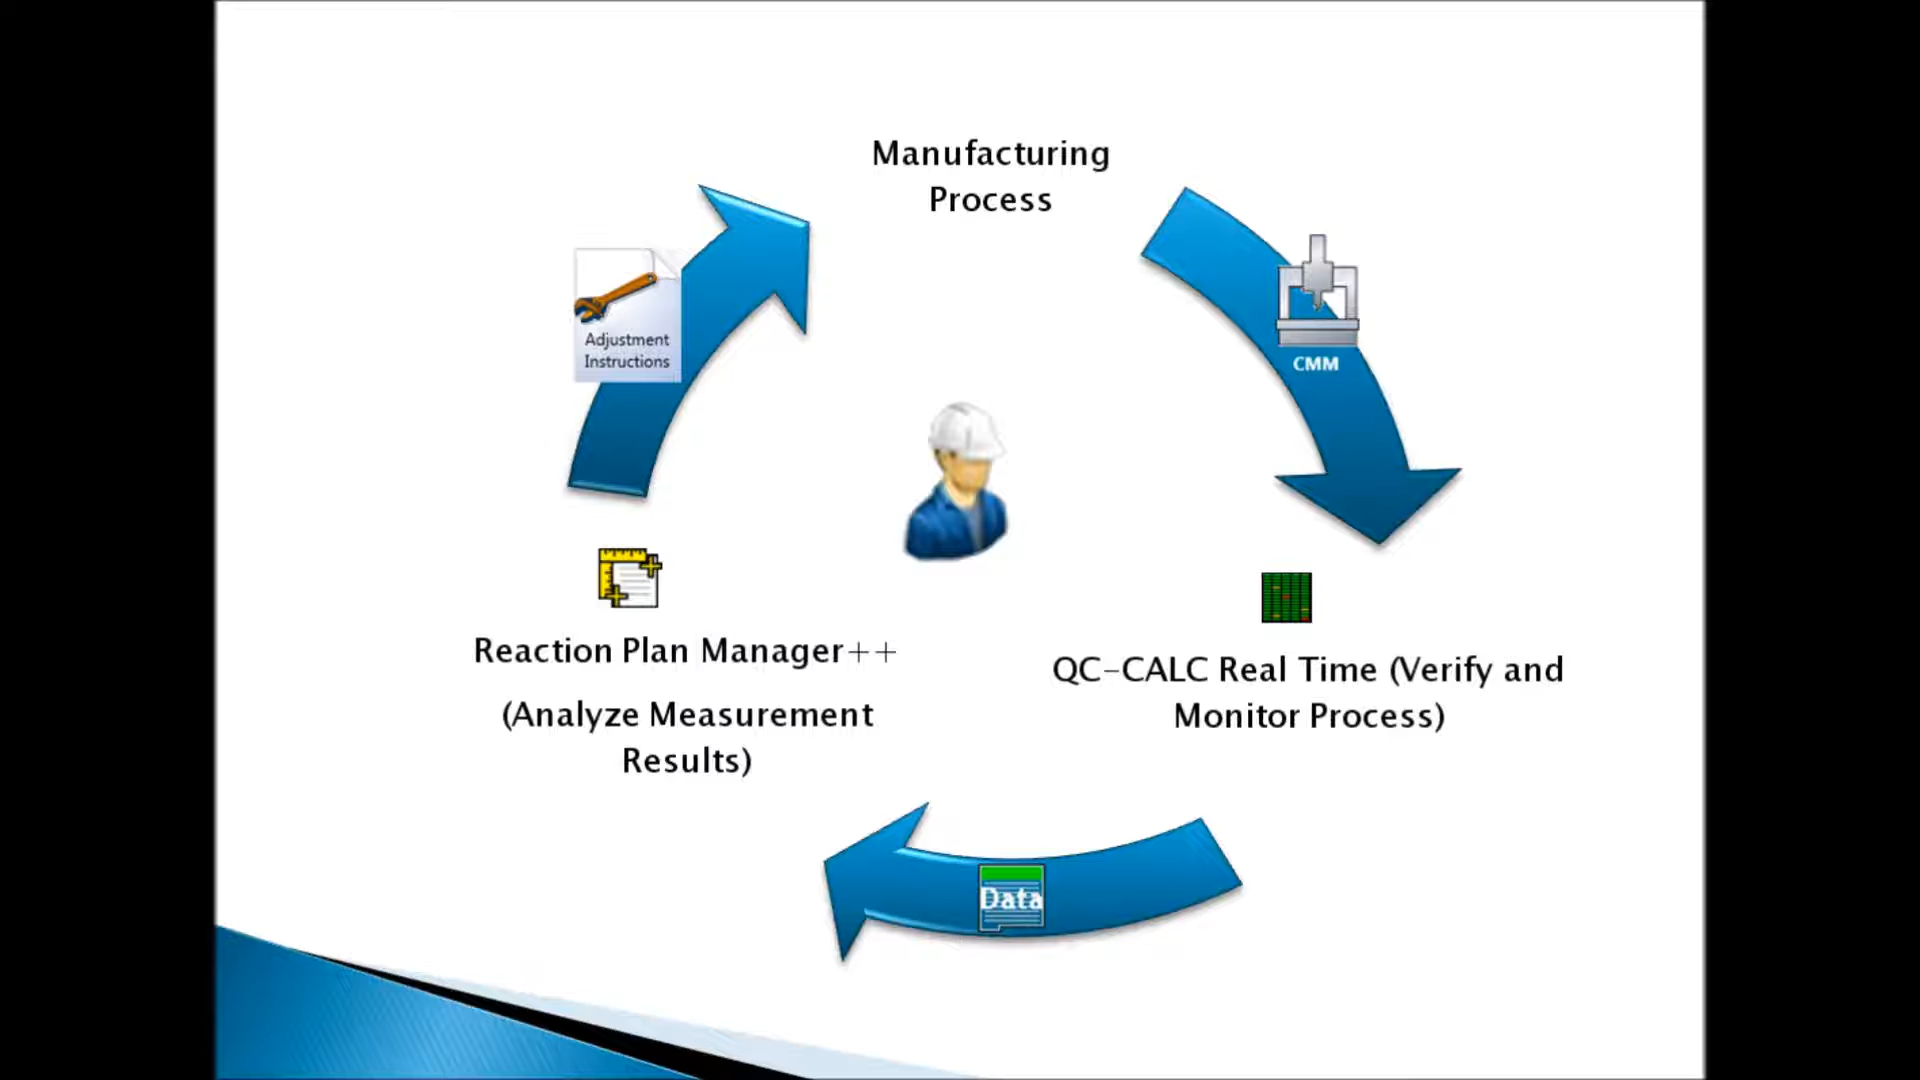 Manufacturing
Process
Adjustment
Instructions
CMM
Reaction Plan Manager++
(Analyze Measurement
Results)
QC-CALC Real Time (Verify and
Monitor Process)
Data